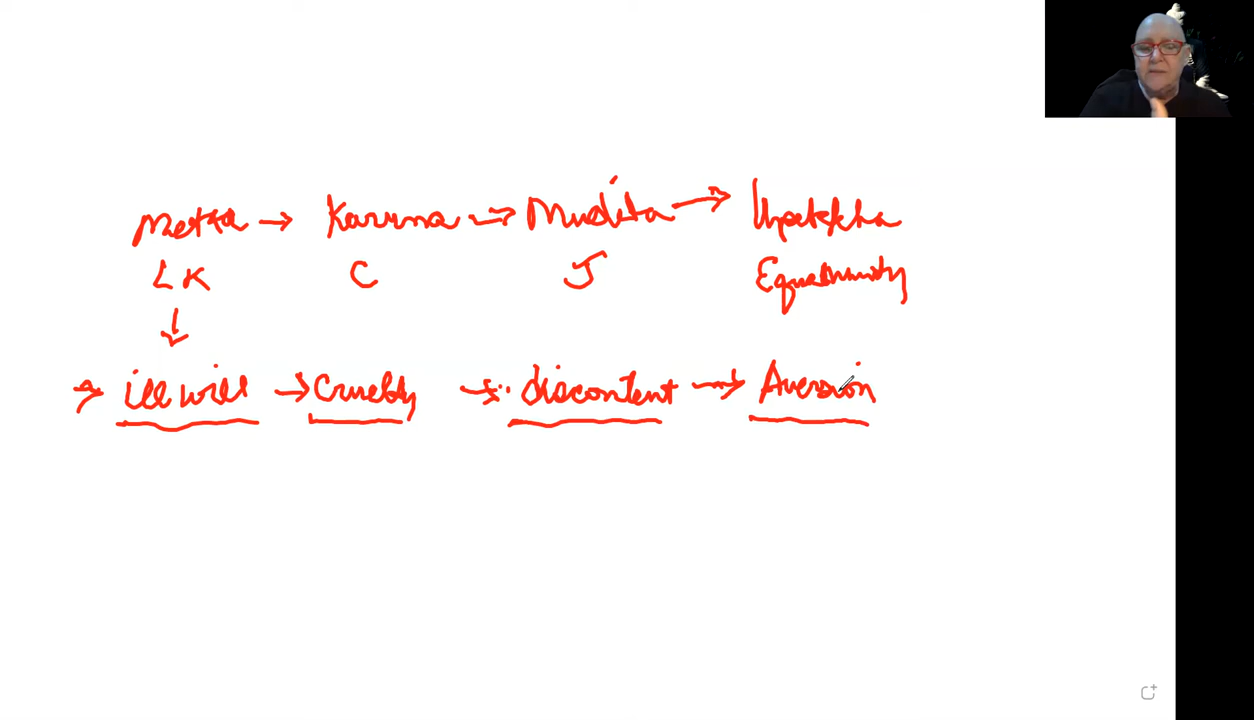 Metta → Karuna → Mudita → Upekkha
LK C J Equanimity
↓
→ ill will → Cruelty → discontent → Aversion